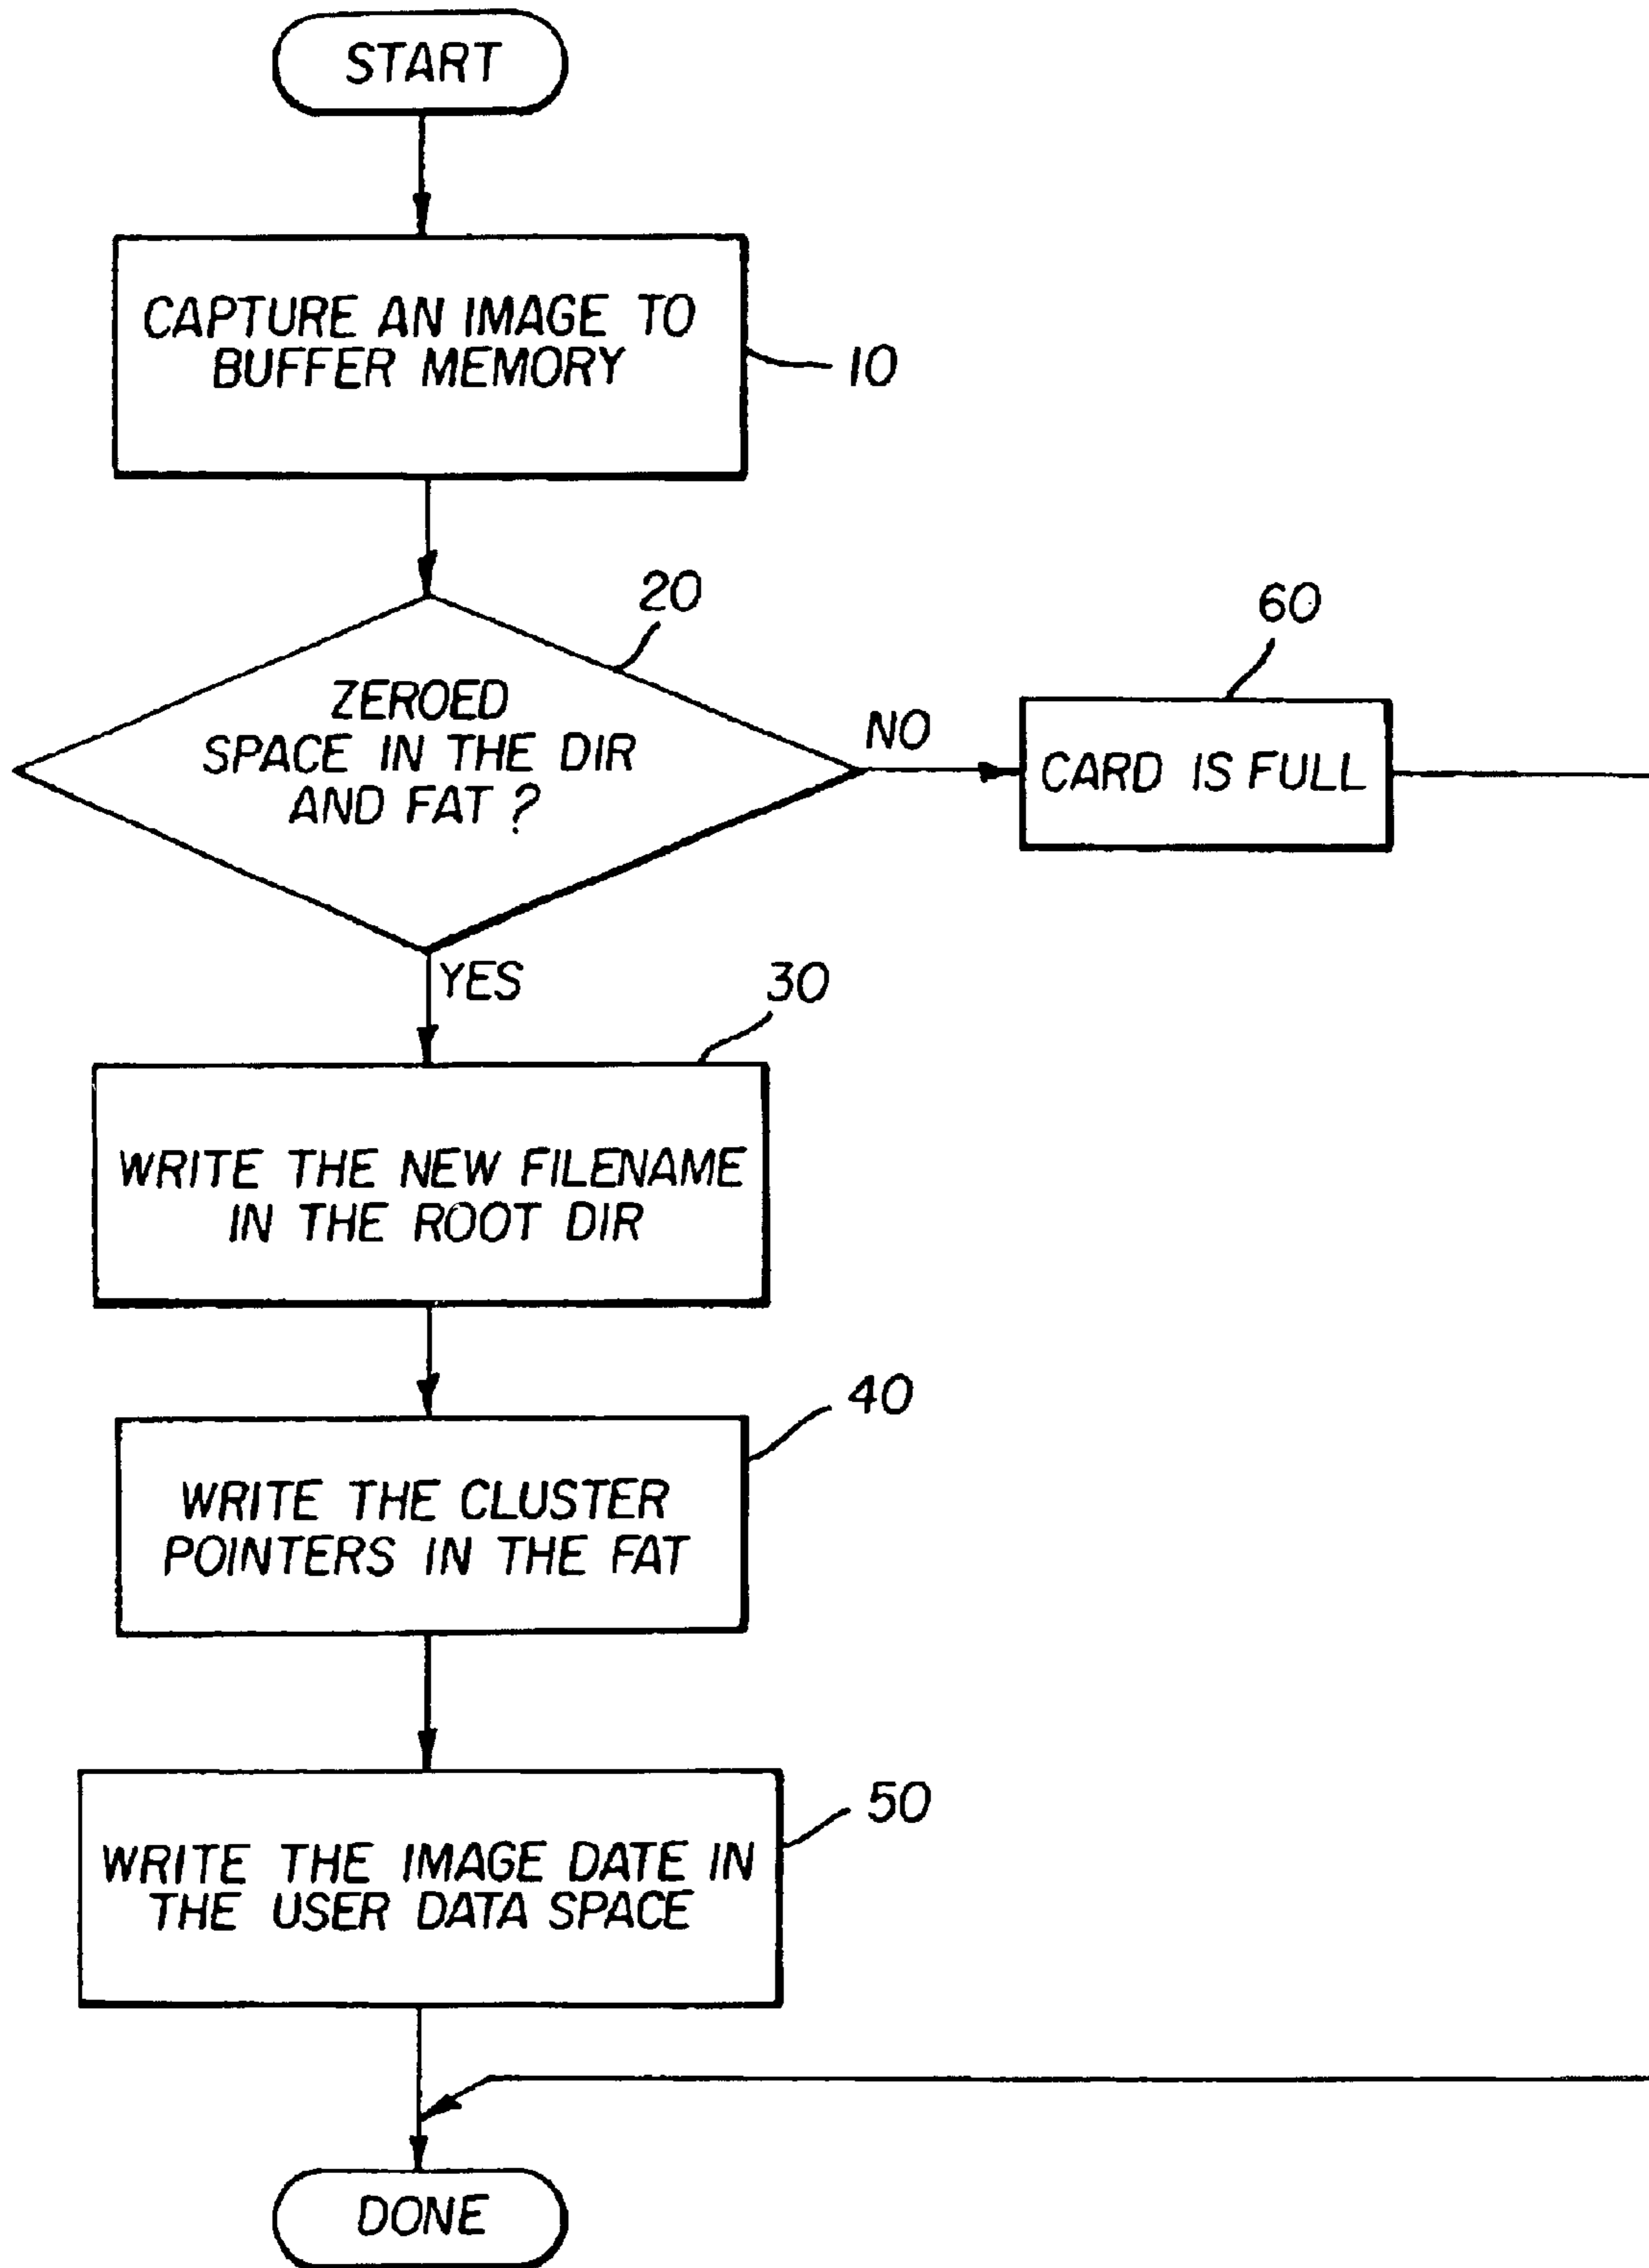 START
CAPTURE AN IMAGE TO
BUFFER MEMORY
10
20
ZEROED
SPACE IN THE DIR
AND FAT ?
NO
60
CARD IS FULL
YES
30
WRITE THE NEW FILENAME
IN THE ROOT DIR
40
WRITE THE CLUSTER
POINTERS IN THE FAT
50
WRITE THE IMAGE DATE IN
THE USER DATA SPACE
DONE